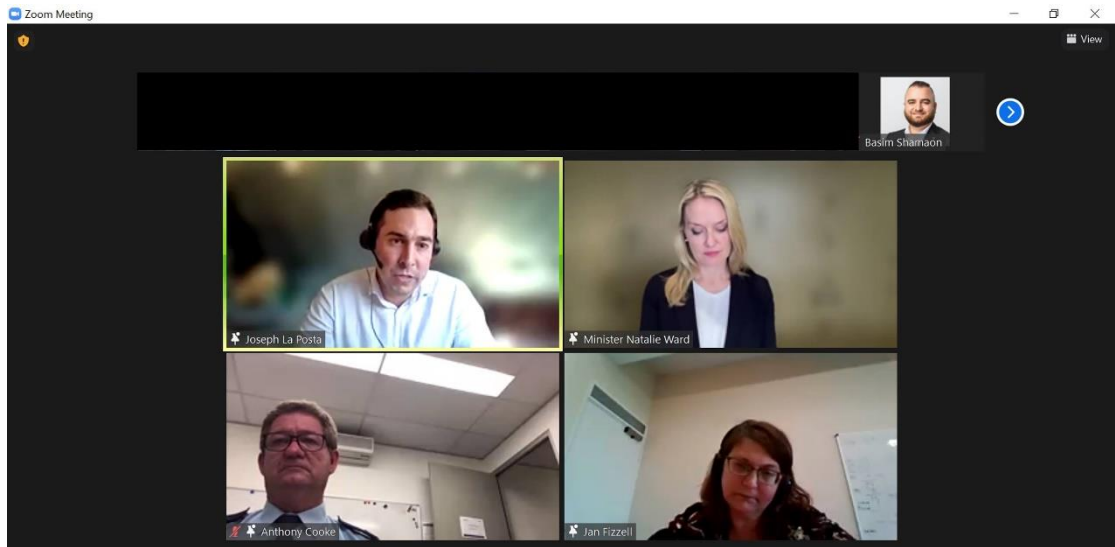 Zoom Meeting
View
Basim Shamaon
Joseph La Posta
Minister Natalie Ward
Anthony Cooke
Jan Fizzell